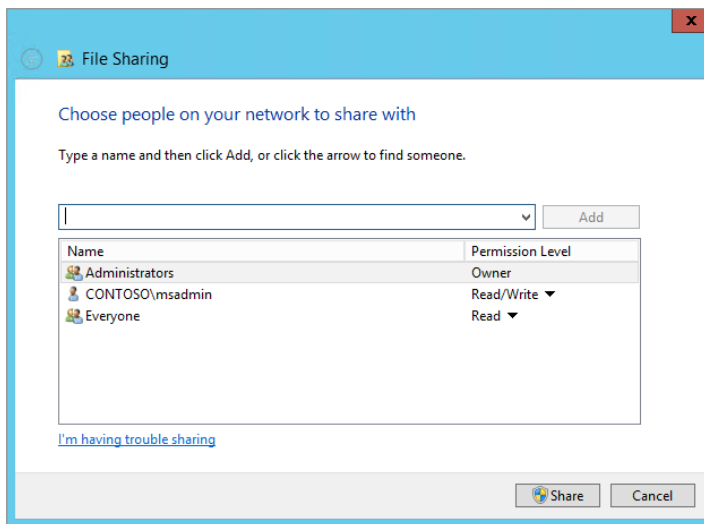 x
File Sharing
Choose people on your network to share with
Type a name and then click Add, or click the arrow to find someone.
Add
Name Permission Level
Administrators Owner
CONTOSO\msadmin Read/Write
Everyone Read
I'm having trouble sharing
Share Cancel